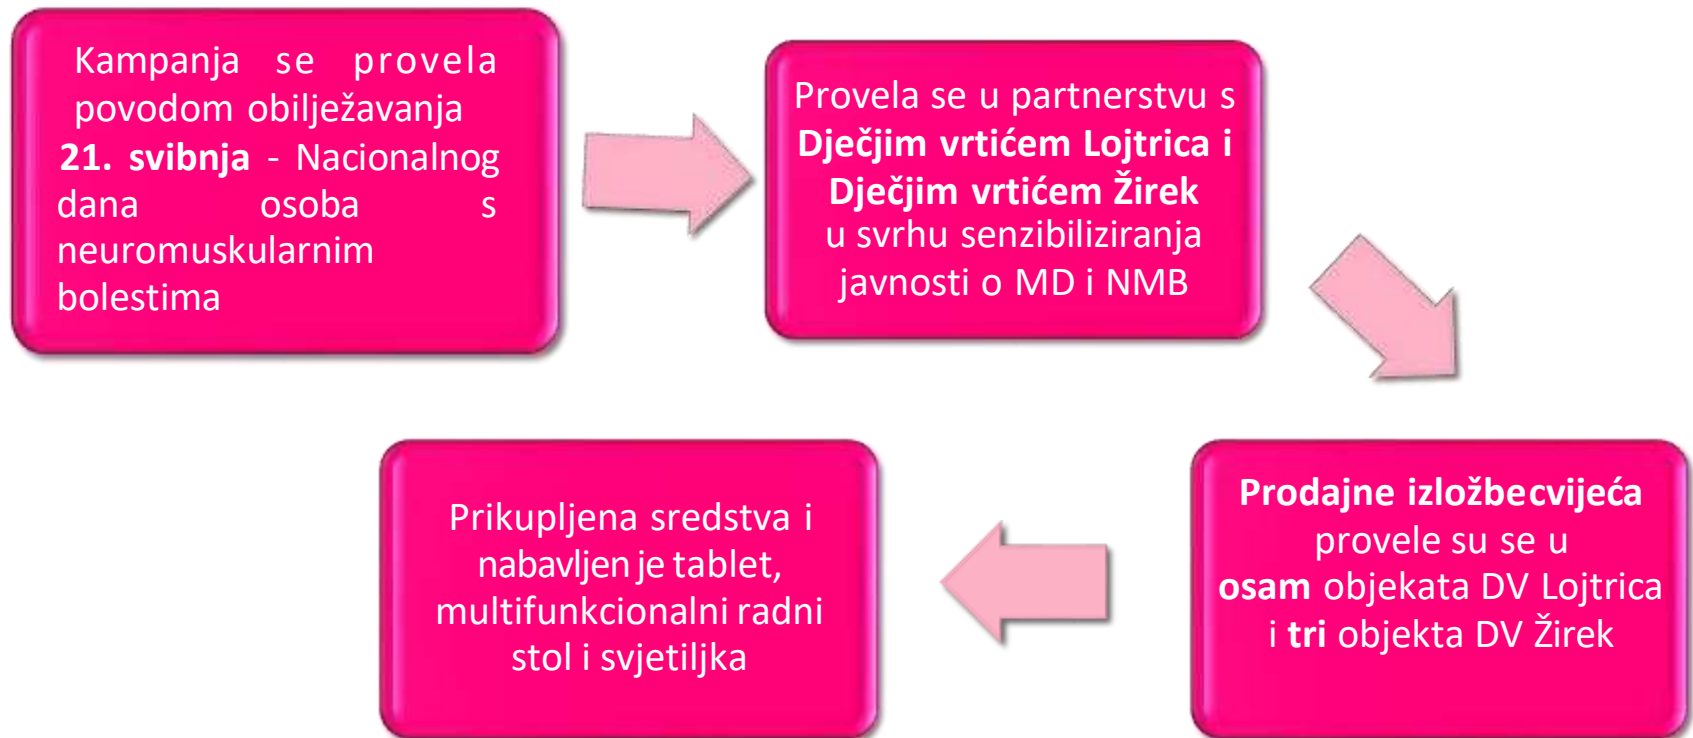 Kampanja se provela
povodom obilježavanja
21. svibnja - Nacionalnog
dana osoba s
neuromuskularnim
bolestima
Provela se u partnerstvu s
Dječjim vrtićem Lojtrica i
Dječjim vrtićem Žirek
u svrhu senzibiliziranja
javnosti o MD i NMB
Prodajne izložbecvijeća
provele su se u
osam objekata DV Lojtrica
i tri objekta DV Žirek
Prikupljena sredstva i
nabavljen je tablet,
multifunkcionalni radni
stol i svjetiljka